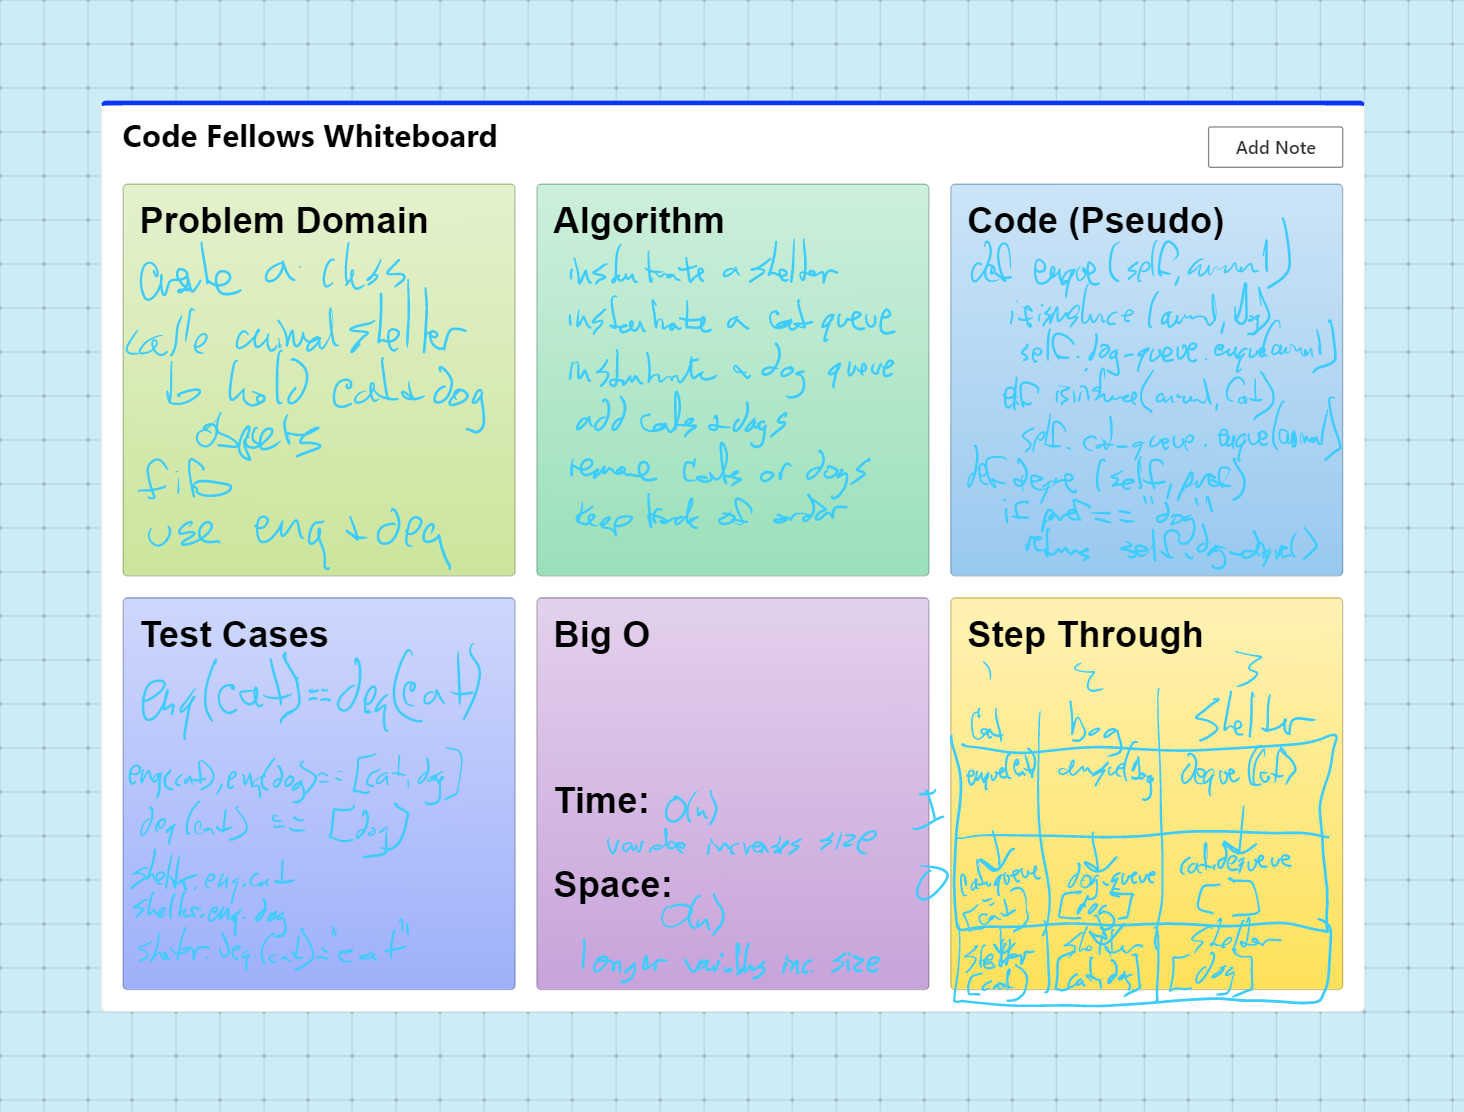 Code Fellows Whiteboard
Add Note
Problem Domain
create a class
calle animal shelter
to hold cat + dog
objects
fifo
use enq + deq
Algorithm
instantiate a shelter
instantiate a cat queue
instantiate a dog queue
add cats + dogs
remove cats or dogs
keep track of order
Code (Pseudo)
def enque (self, animal)
if isinstance (animal, Dog)
self.dog-queue.enque(animal)
elif isinstance(animal, Cat)
self.cat-queue.enque(animal)
def deque (self, pref)
if pref == "dog"
returns self.dog-deque()
Test Cases
enq(cat)==deq(cat)
enq(cat), enq(dog)== [cat, dog]
deq(cat) == [dog]
shelter.enq.cat
shelter.enq.dog
shelter.deq.(cat)="cat"
Big O
Time: O(n)
variable increases size
Space:
O(n)
longer variables inc. size
Step Through
1 2 3
Cat Dog Shelter
I enque(Cat) enque(Dog deque(Cat)
O cat-queue dog-queue cat.dequeue
[cat] [dog] [ ]
shelter shelter shelter
[cat] [cat, dog] [dog]